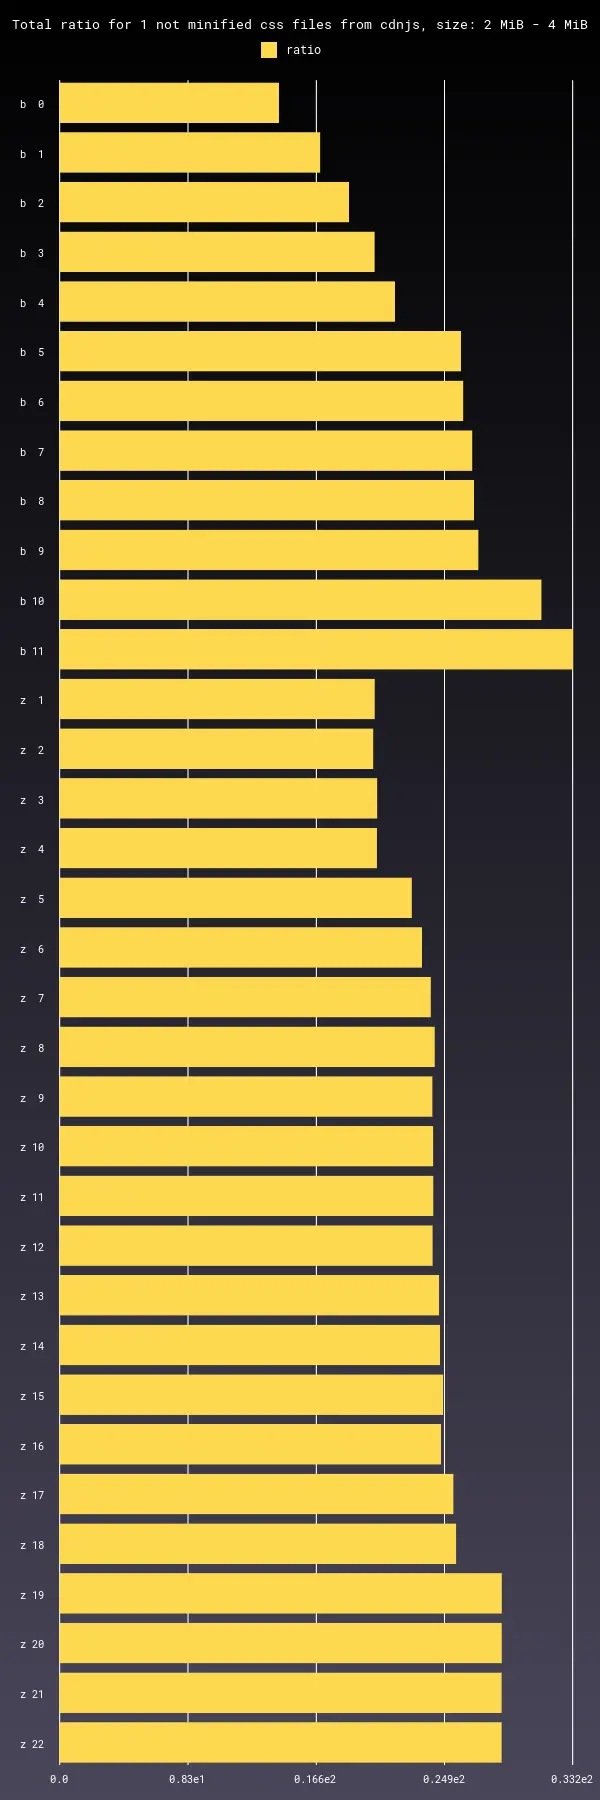 Total ratio for 1 not minified css files from cdnjs, size: 2 MiB - 4 MiB
ratio
b 0
b 1
b 2
b 3
b 4
b 5
b 6
b 7
b 8
b 9
b 10
b 11
z 1
z 2
z 3
z 4
z 5
z 6
z 7
z 8
z 9
z 10
z 11
z 12
z 13
z 14
z 15
z 16
z 17
z 18
z 19
z 20
z 21
z 22
0.0 0.83e1 0.166e2 0.249e2 0.332e2